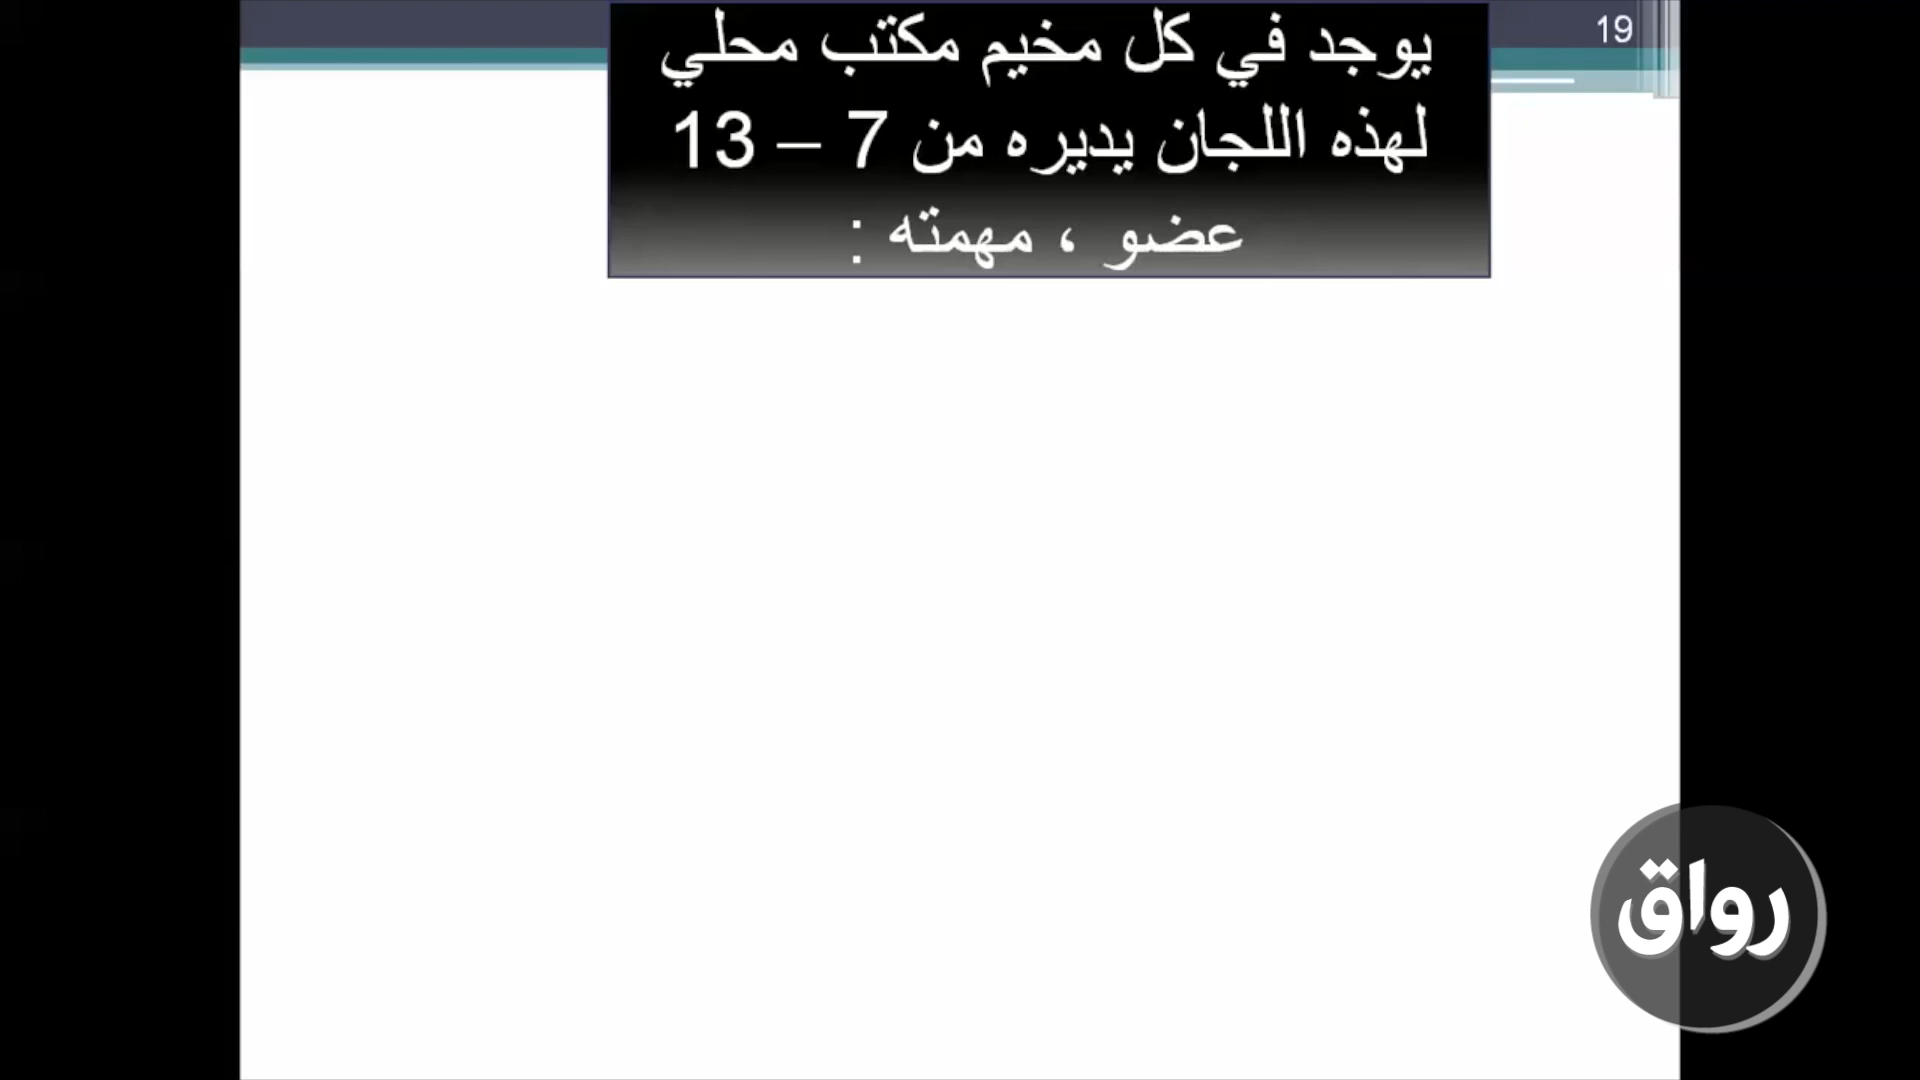 19
يوجد في كل مخيم مكتب محلي
لهذه اللجان يديره من 7 – 13
عضو ، مهمته :
رواق